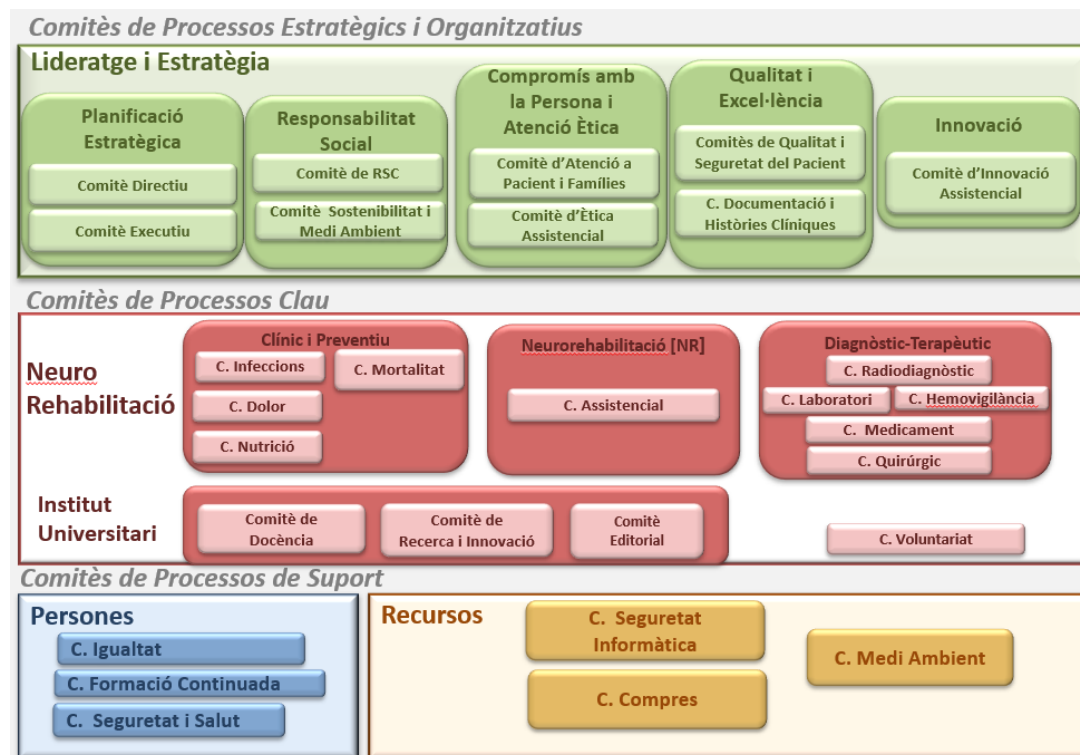 Comitès de Processos Estratègics i Organitzatius
Lideratge i Estratègia
Planificació
Estratègica
Comitè Directiu
Comitè Executiu
Responsabilitat
Social
Comitè de RSC
Comitè Sostenibilitat i
Medi Ambient
Compromís amb
la Persona i
Atenció Ètica
Comitè d'Atenció a
Pacient i Famílies
Comitè d'Ètica
Assistencial
Qualitat i
Excel·lència
Comitès de Qualitat i
Seguretat del Pacient
C. Documentació i
Històries Clíniques
Innovació
Comitè d'Innovació
Assistencial
Comitès de Processos Clau
Neuro
Rehabilitació
Clínic i Preventiu
C. Infeccions
C. Mortalitat
C. Dolor
C. Nutrició
Neurorehabilitació [NR]
C. Assistencial
Diagnòstic-Terapèutic
C. Radiodiagnòstic
C. Laboratori
C. Hemovigilància
C. Medicament
C. Quirúrgic
Institut
Universitari
Comitè de
Docència
Comitè de
Recerca i Innovació
Comitè
Editorial
C. Voluntariat
Comitès de Processos de Suport
Persones
C. Igualtat
C. Formació Continuada
C. Seguretat i Salut
Recursos
C. Seguretat
Informàtica
C. Compres
C. Medi Ambient